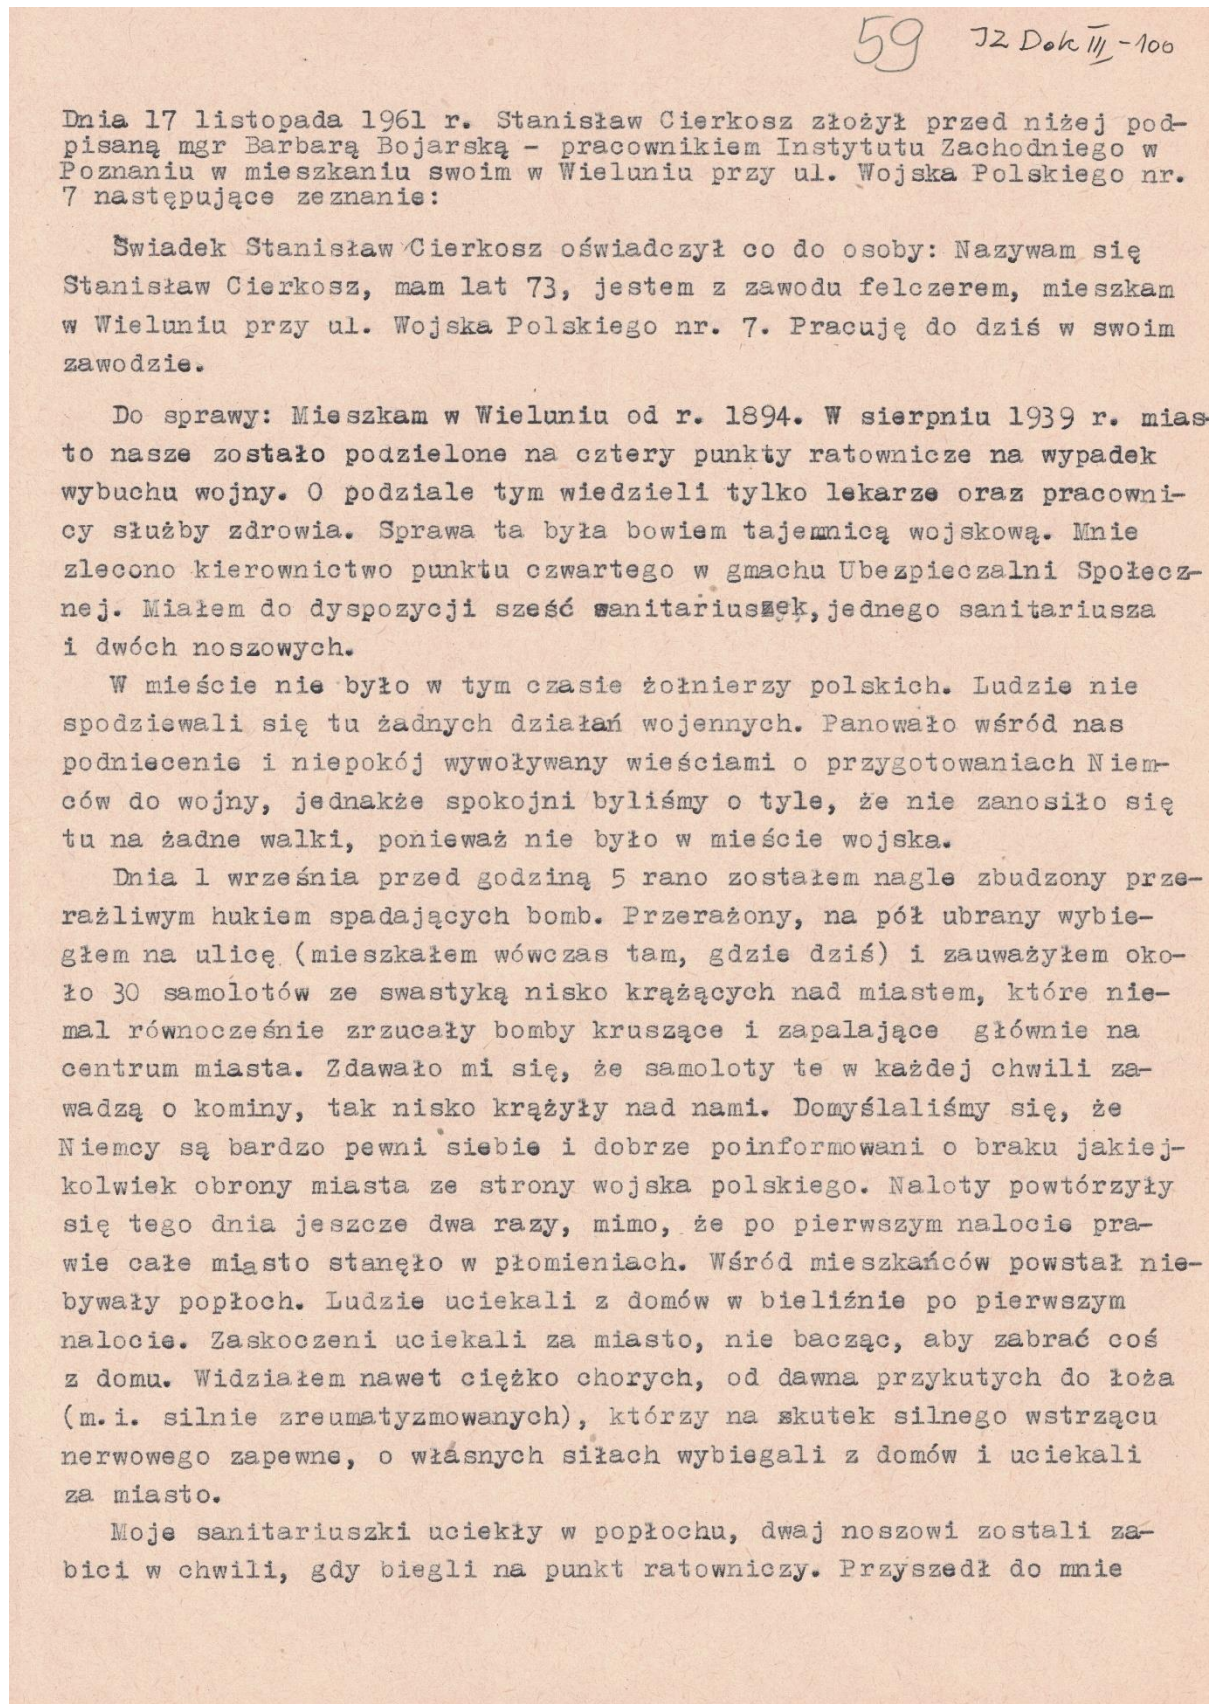 59 JZ Dok III - 100
Dnia 17 listopada 1961 r. Stanisław Cierkosz złożył przed niżej pod-
pisaną mgr Barbarą Bojarską - pracownikiem Instytutu Zachodniego w
Poznaniu w mieszkaniu swoim w Wieluniu przy ul. Wojska Polskiego nr.
7 następujące zeznanie:
Swiadek Stanisław Cierkosz oświadczył co do osoby: Nazywam się
Stanisław Cierkosz, mam lat 73, jestem z zawodu felczerem, mieszkam
w Wieluniu przy ul. Wojska Polskiego nr. 7. Pracuję do dziś w swoim
zawodzie.
Do sprawy: Mieszkam w Wieluniu od r. 1894. W sierpniu 1939 r. mias-
to nasze zostało podzielone na cztery punkty ratownicze na wypadek
wybuchu wojny. O podziale tym wiedzieli tylko lekarze oraz pracowni-
cy służby zdrowia. Sprawa ta była bowiem tajemnicą wojskową. Mnie
zlecono kierownictwo punktu czwartego w gmachu Ubezpieczalni Społecz-
nej. Miałem do dyspozycji sześć sanitariuszek, jednego sanitariusza
i dwóch noszowych.
W mieście nie było w tym czasie żołnierzy polskich. Ludzie nie
spodziewali się tu żadnych działań wojennych. Panowało wśród nas
podniecenie i niepokój wywoływany wieściami o przygotowaniach Niem-
ców do wojny, jednakże spokojni byliśmy o tyle, że nie zanosiło się
tu na żadne walki, ponieważ nie było w mieście wojska.
Dnia 1 września przed godziną 5 rano zostałem nagle zbudzony prze-
raźliwym hukiem spadających bomb. Przerażony, na pół ubrany wybie-
głem na ulicę (mieszkałem wówczas tam, gdzie dziś) i zauważyłem oko-
ło 30 samolotów ze swastyką nisko krążących nad miastem, które nie-
mal równocześnie zrzucały bomby kruszące i zapalające głównie na
centrum miasta. Zdawało mi się, że samoloty te w każdej chwili za-
wadzą o kominy, tak nisko krążyły nad nami. Domyślaliśmy się, że
Niemcy są bardzo pewni siebie i dobrze poinformowani o braku jakiej-
kolwiek obrony miasta ze strony wojska polskiego. Naloty powtórzyły
się tego dnia jeszcze dwa razy, mimo, że po pierwszym nalocie pra-
wie całe miasto stanęło w płomieniach. Wśród mieszkańców powstał nie-
bywały popłoch. Ludzie uciekali z domów w bieliźnie po pierwszym
nalocie. Zaskoczeni uciekali za miasto, nie bacząc, aby zabrać coś
z domu. Widziałem nawet ciężko chorych, od dawna przykutych do łoża
(m.i. silnie zreumatyzmowanych), którzy na skutek silnego wstrzącu
nerwowego zapewne, o własnych siłach wybiegali z domów i uciekali
za miasto.
Moje sanitariuszki uciekły w popłochu, dwaj noszowi zostali za-
bici w chwili, gdy biegli na punkt ratowniczy. Przyszedł do mnie